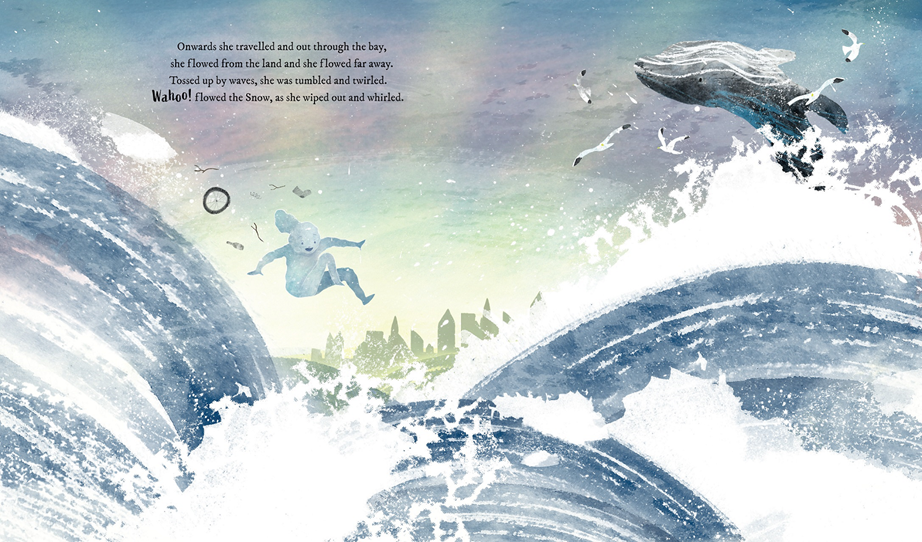 Onwards she travelled and out through the bay,
she flowed from the land and she flowed far away.
Tossed up by waves, she was tumbled and twirled.
Wahoo! flowed the Snow, as she wiped out and whirled.